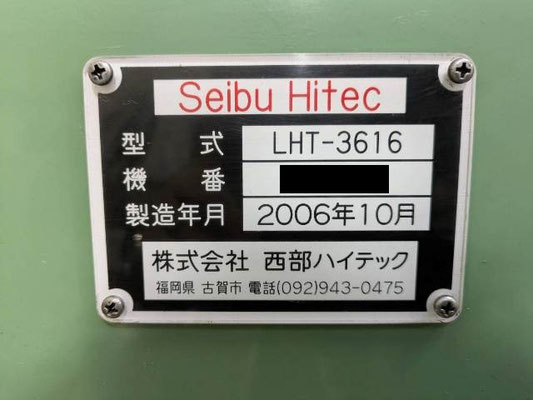 Seibu Hitec
型式 LHT-3616
機番
製造年月 2006年10月
株式会社 西部ハイテック
福岡県 古賀市 電話(092)943-0475